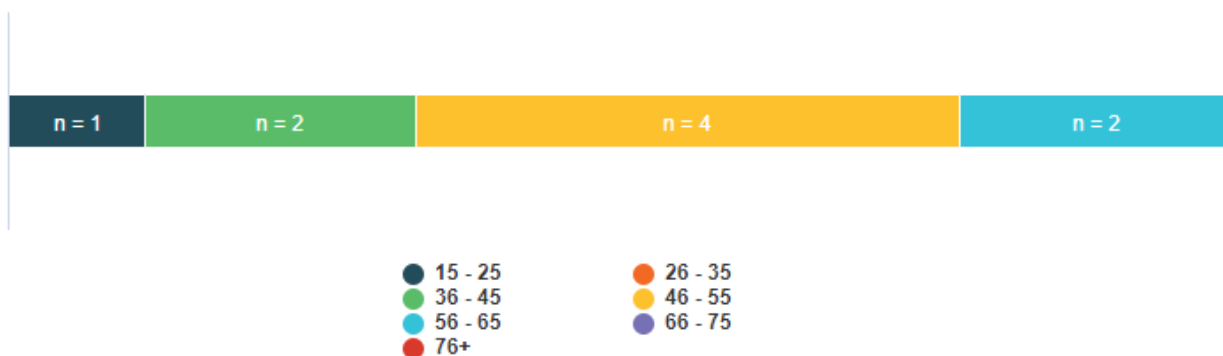 n = 1 n = 2 n = 4 n = 2
15 - 25 26 - 35
36 - 45 46 - 55
56 - 65 66 - 75
76+